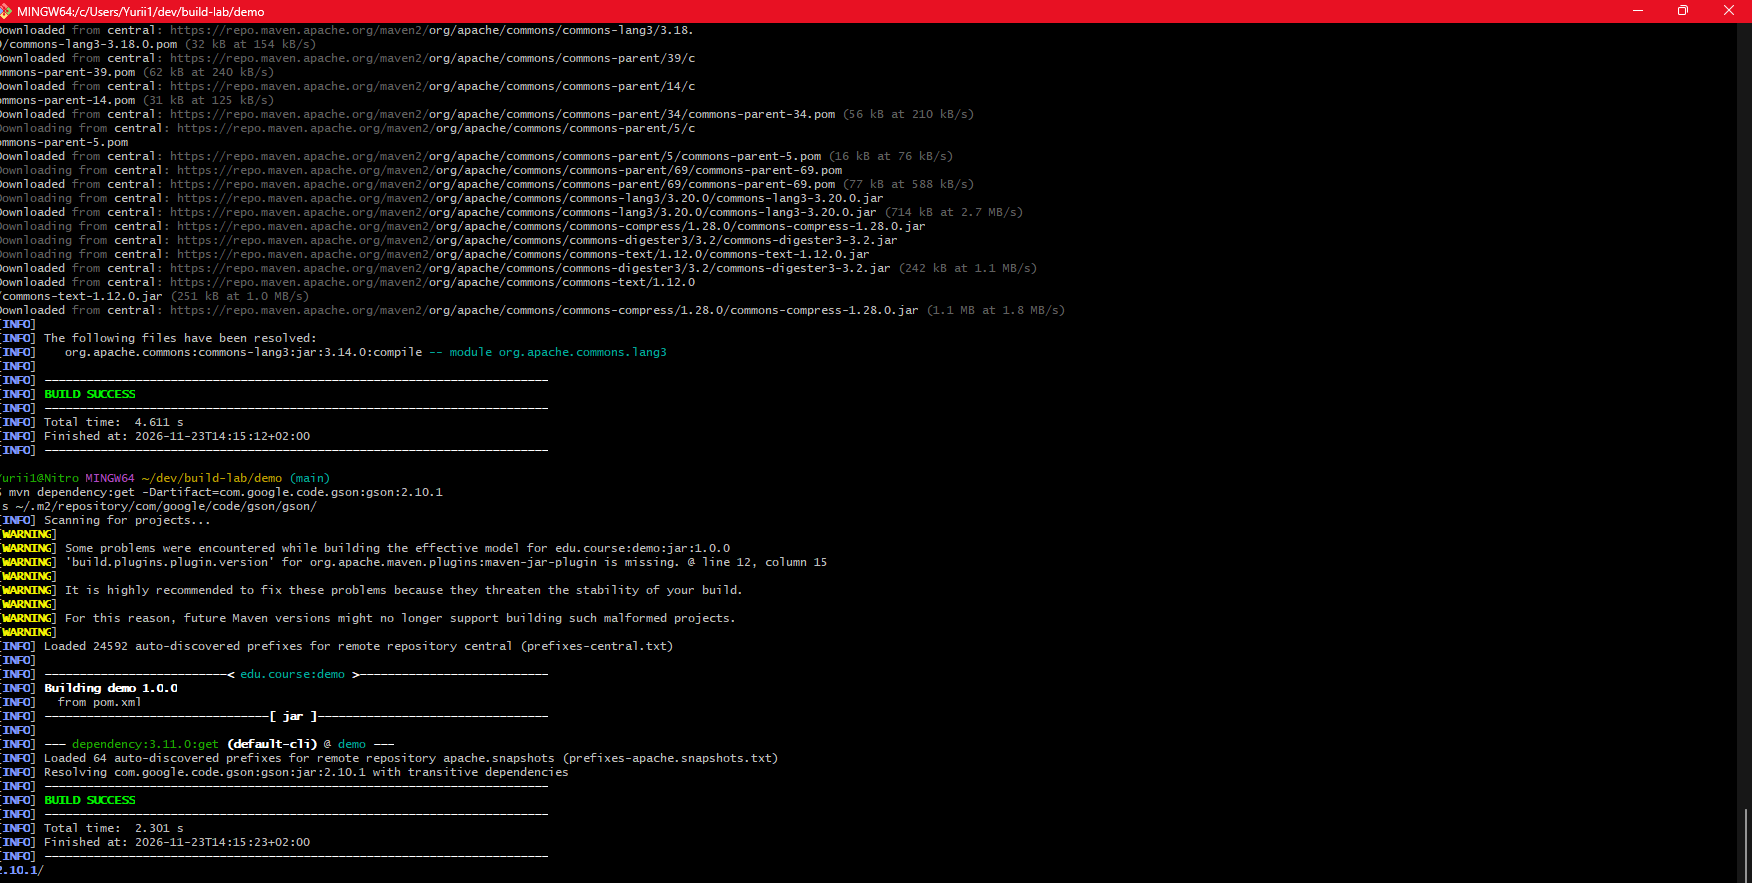 MINGW64:/c/Users/Yurii1/dev/build-lab/demo
Downloaded from central: https://repo.maven.apache.org/maven2/org/apache/commons/commons-lang3/3.18.
0/commons-lang3-3.18.0.pom (32 kB at 154 kB/s)
Downloaded from central: https://repo.maven.apache.org/maven2/org/apache/commons/commons-parent/39/c
ommons-parent-39.pom (62 kB at 240 kB/s)
Downloaded from central: https://repo.maven.apache.org/maven2/org/apache/commons/commons-parent/14/c
ommons-parent-14.pom (31 kB at 125 kB/s)
Downloaded from central: https://repo.maven.apache.org/maven2/org/apache/commons/commons-parent/34/commons-parent-34.pom (56 kB at 210 kB/s)
Downloading from central: https://repo.maven.apache.org/maven2/org/apache/commons/commons-parent/5/c
ommons-parent-5.pom
Downloaded from central: https://repo.maven.apache.org/maven2/org/apache/commons/commons-parent/5/commons-parent-5.pom (16 kB at 76 kB/s)
Downloading from central: https://repo.maven.apache.org/maven2/org/apache/commons/commons-parent/69/commons-parent-69.pom
Downloaded from central: https://repo.maven.apache.org/maven2/org/apache/commons/commons-parent/69/commons-parent-69.pom (77 kB at 588 kB/s)
Downloading from central: https://repo.maven.apache.org/maven2/org/apache/commons/commons-lang3/3.20.0/commons-lang3-3.20.0.jar
Downloaded from central: https://repo.maven.apache.org/maven2/org/apache/commons/commons-lang3/3.20.0/commons-lang3-3.20.0.jar (714 kB at 2.7 MB/s)
Downloading from central: https://repo.maven.apache.org/maven2/org/apache/commons/commons-compress/1.28.0/commons-compress-1.28.0.jar
Downloading from central: https://repo.maven.apache.org/maven2/org/apache/commons/commons-digester3/3.2/commons-digester3-3.2.jar
Downloading from central: https://repo.maven.apache.org/maven2/org/apache/commons/commons-text/1.12.0/commons-text-1.12.0.jar
Downloaded from central: https://repo.maven.apache.org/maven2/org/apache/commons/commons-digester3/3.2/commons-digester3-3.2.jar (242 kB at 1.1 MB/s)
Downloaded from central: https://repo.maven.apache.org/maven2/org/apache/commons/commons-text/1.12.0
/commons-text-1.12.0.jar (251 kB at 1.0 MB/s)
Downloaded from central: https://repo.maven.apache.org/maven2/org/apache/commons/commons-compress/1.28.0/commons-compress-1.28.0.jar (1.1 MB at 1.8 MB/s)
[INFO]
[INFO] The following files have been resolved:
[INFO]    org.apache.commons:commons-lang3:jar:3.14.0:compile -- module org.apache.commons.lang3
[INFO]
[INFO] ------------------------------------------------------------------------
[INFO] BUILD SUCCESS
[INFO] ------------------------------------------------------------------------
[INFO] Total time:  4.611 s
[INFO] Finished at: 2026-11-23T14:15:12+02:00
[INFO] ------------------------------------------------------------------------
Yurii1@Nitro MINGW64 ~/dev/build-lab/demo (main)
$ mvn dependency:get -Dartifact=com.google.code.gson:gson:2.10.1
ls ~/.m2/repository/com/google/code/gson/gson/
[INFO] Scanning for projects...
[WARNING]
[WARNING] Some problems were encountered while building the effective model for edu.course:demo:jar:1.0.0
[WARNING] 'build.plugins.plugin.version' for org.apache.maven.plugins:maven-jar-plugin is missing. @ line 12, column 15
[WARNING]
[WARNING] It is highly recommended to fix these problems because they threaten the stability of your build.
[WARNING]
[WARNING] For this reason, future Maven versions might no longer support building such malformed projects.
[WARNING]
[INFO] Loaded 24592 auto-discovered prefixes for remote repository central (prefixes-central.txt)
[INFO]
[INFO] --------------------------< edu.course:demo >---------------------------
[INFO] Building demo 1.0.0
[INFO]   from pom.xml
[INFO] --------------------------------[ jar ]---------------------------------
[INFO]
[INFO] --- dependency:3.11.0:get (default-cli) @ demo ---
[INFO] Loaded 64 auto-discovered prefixes for remote repository apache.snapshots (prefixes-apache.snapshots.txt)
[INFO] Resolving com.google.code.gson:gson:jar:2.10.1 with transitive dependencies
[INFO] ------------------------------------------------------------------------
[INFO] BUILD SUCCESS
[INFO] ------------------------------------------------------------------------
[INFO] Total time:  2.301 s
[INFO] Finished at: 2026-11-23T14:15:23+02:00
[INFO] ------------------------------------------------------------------------
2.10.1/